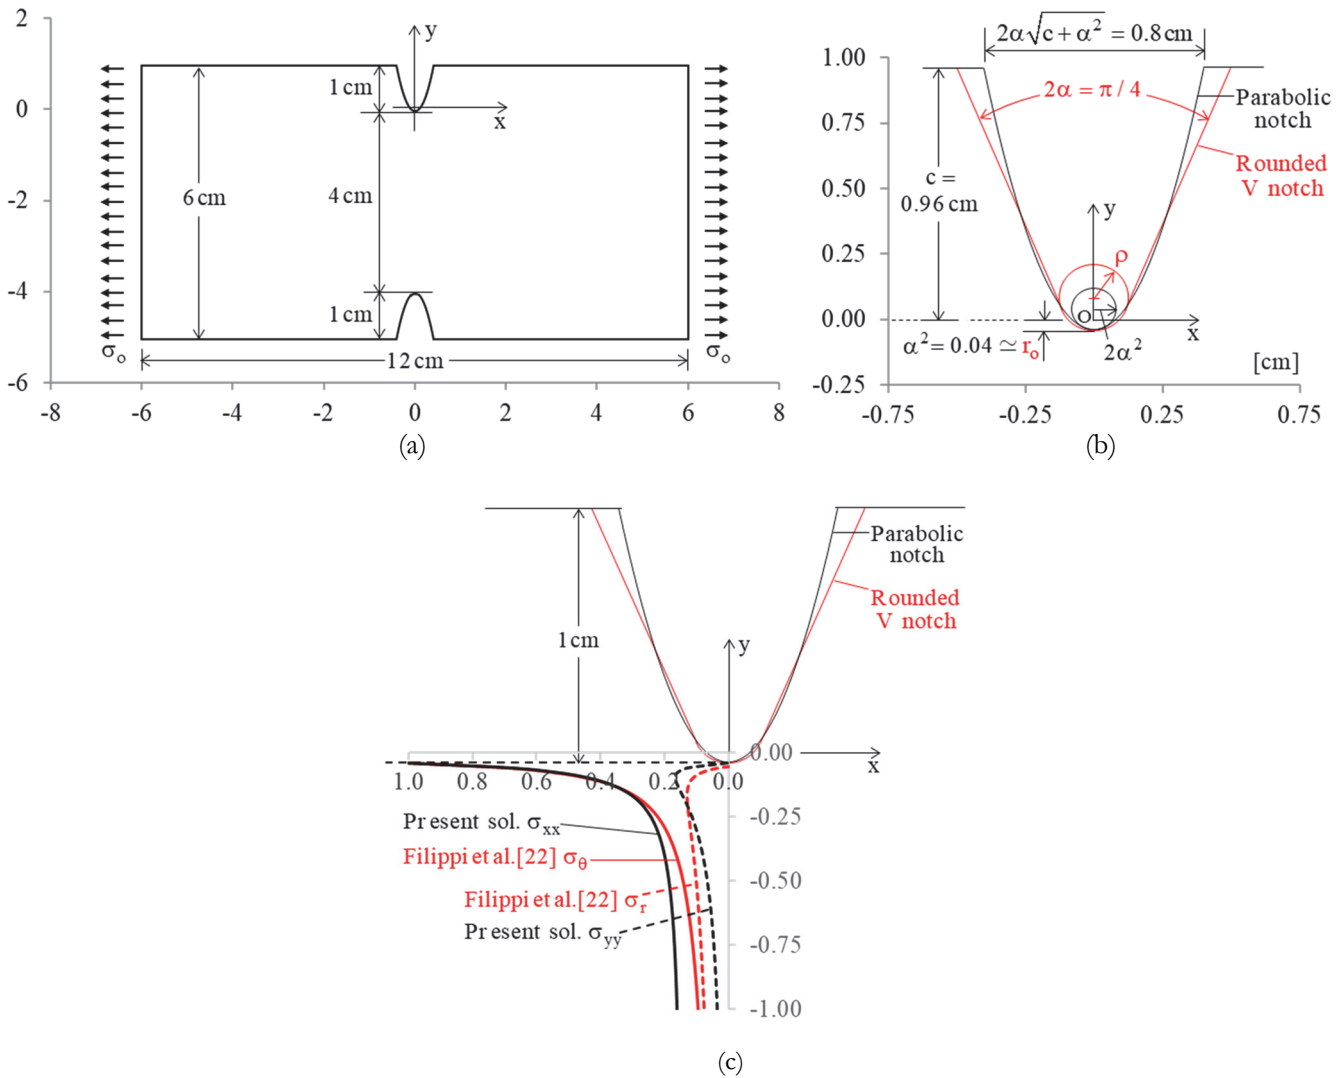 2
0
-2
-4
-6
-8
-6
-4
-2
0
2
4
6
8
y
x
1 cm
6 cm
4 cm
1 cm
12 cm
σo
σo
(a)
2α√c + α² = 0.8 cm
1.00
0.75
0.50
0.25
0.00
-0.25
-0.75
-0.25
0.25
0.75
2α = π / 4
Parabolic
notch
Rounded
V notch
c =
0.96 cm
y
ρ
o
x
α² = 0.04 ≃ ro
2α²
[cm]
(b)
Parabolic
notch
Rounded
V notch
1 cm
y
0.00
x
1.0
0.8
0.6
0.4
0.2
0.0
-0.25
-0.50
-0.75
-1.00
Present sol. σxx
Filippi et al.[22] σθ
Filippi et al.[22] σr
Present sol. σyy
(c)